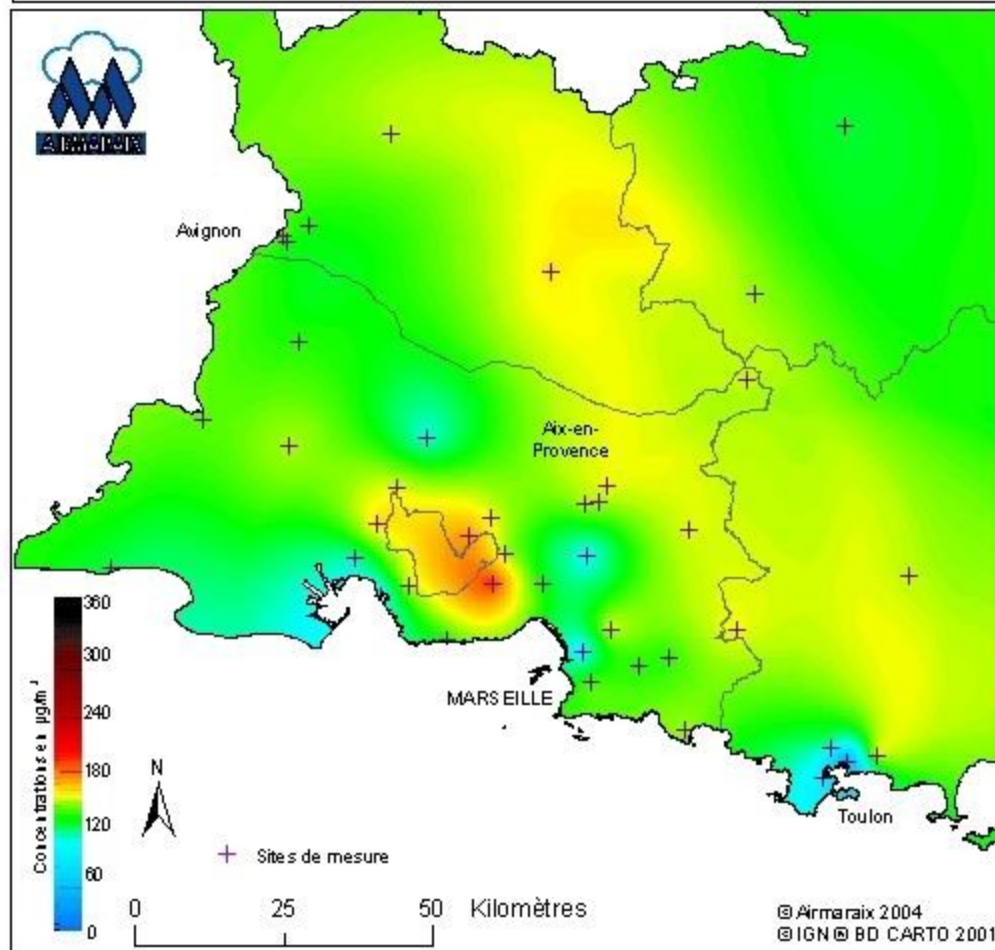 AIRMARAIX
Avignon
Aix-en-
Provence
MARSEILLE
Toulon
Concentrations en µg/m³
360
300
240
180
120
60
0
N
Sites de mesure
0 25 50 Kilomètres
© Airmaraix 2004
© IGN ® BD CARTO 2001